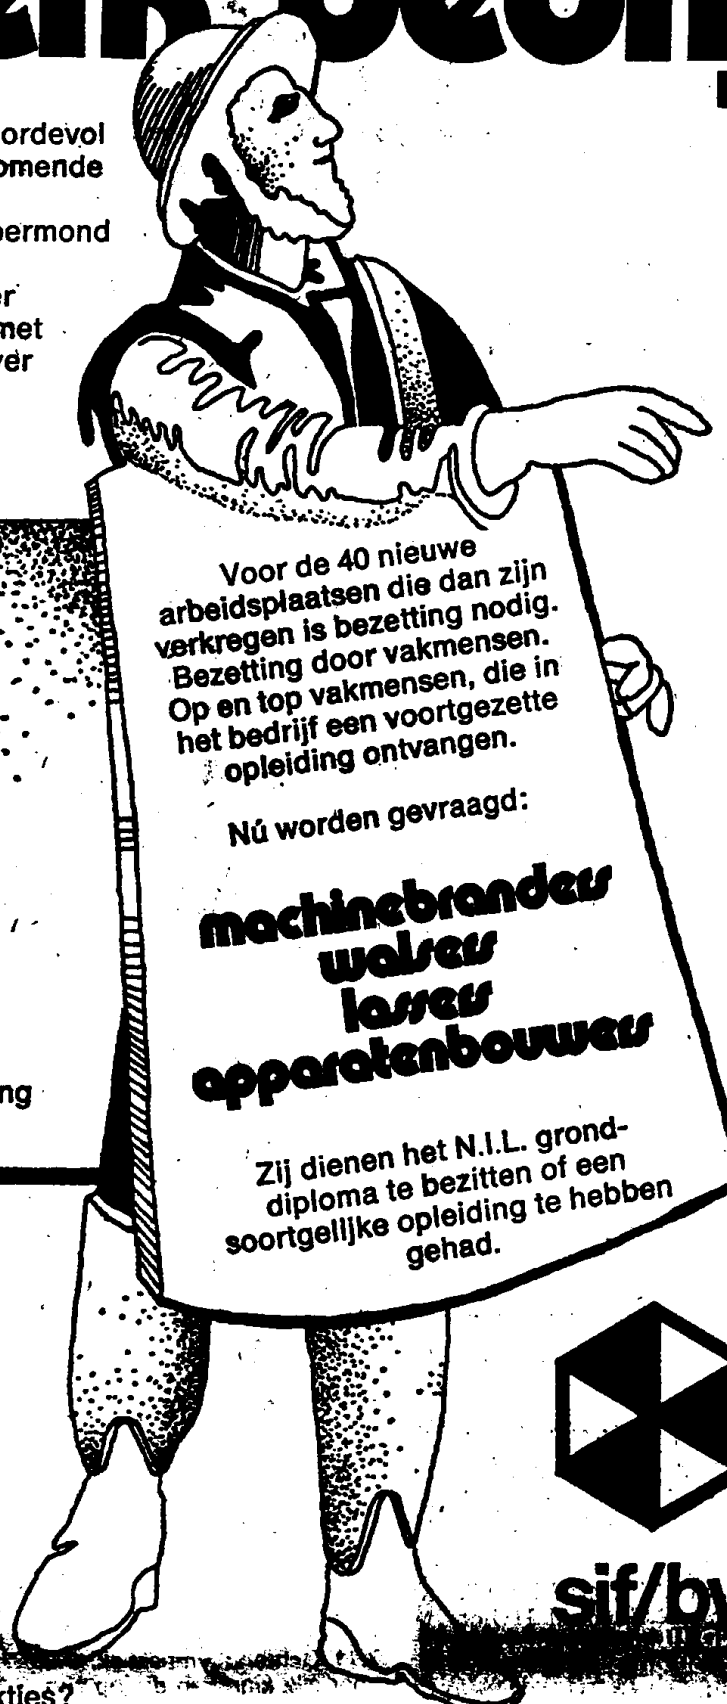 ordevol
omende
ermond
er
met
ver
Voor de 40 nieuwe
arbeidsplaatsen die dan zijn
verkregen is bezetting nodig.
Bezetting door vakmensen.
Op en top vakmensen, die in
het bedrijf een voortgezette
opleiding ontvangen.
Nú worden gevraagd:
machinebranders
walsers
lassers
apparatenbouwers
ng
Zij dienen het N.I.L. grond-
diploma te bezitten of een
soortgelijke opleiding te hebben
gehad.
sif/bv
kties?